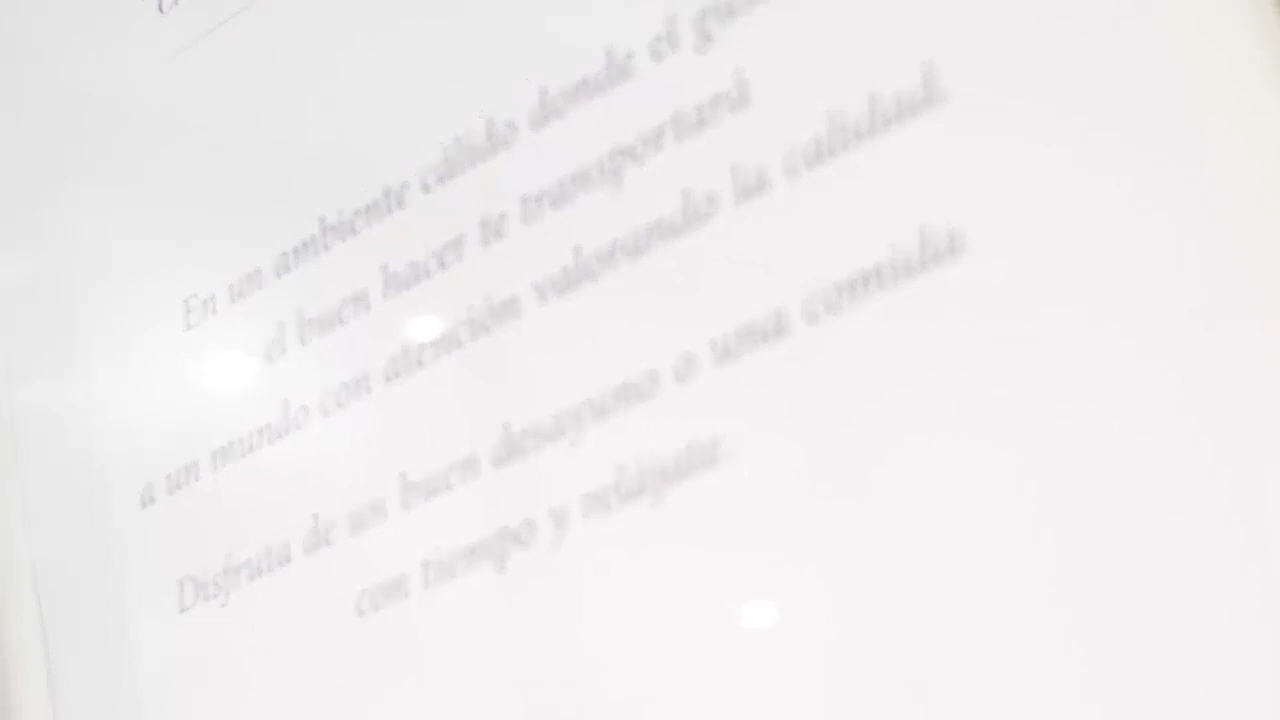 En un ambiente cálido donde el
el buen hacer te transportará
a un mundo con atención valorando la calidad.
Disfruta de un buen desayuno o una comida
con tiempo y relájate